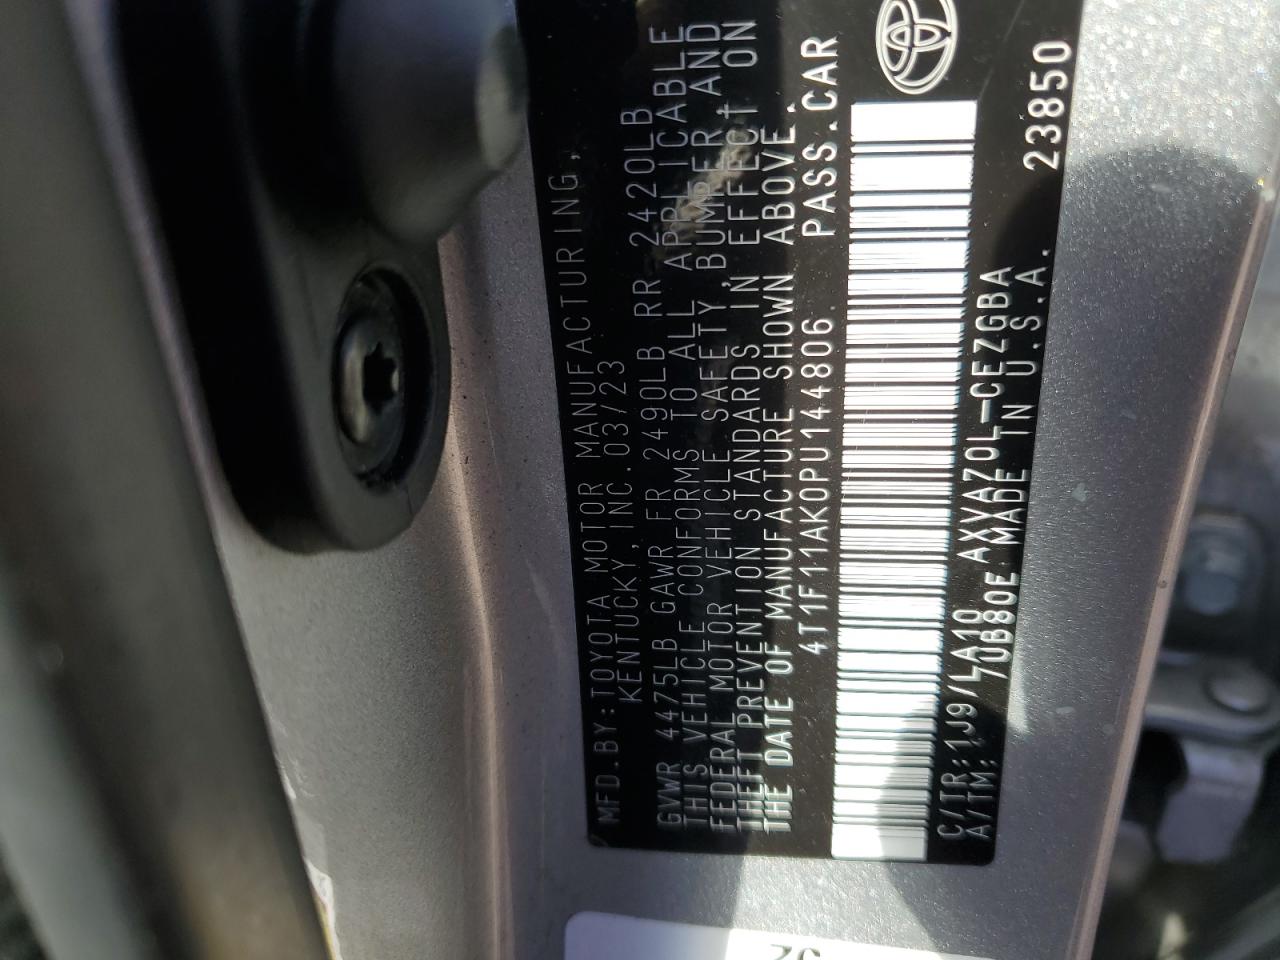 MFD.BY:TOYOTA MOTOR MANUFACTURING,
KENTUCKY,INC. 03/23
GVWR 4475LB GAWR FR 2490LB RR 2420LB
THIS VEHICLE CONFORMS TO ALL APPLICABLE
FEDERAL MOTOR VEHICLE SAFETY, BUMPER AND
THEFT PREVENTION STANDARDS IN EFFECT ON
THE DATE OF MANUFACTURE SHOWN ABOVE.
4T1F11AK0PU144806 PASS.CAR
C/TR:1J9/LA10 AXVA70L-CEZGBA
A/TM: /UB80E MADE IN U.S.A. 23850